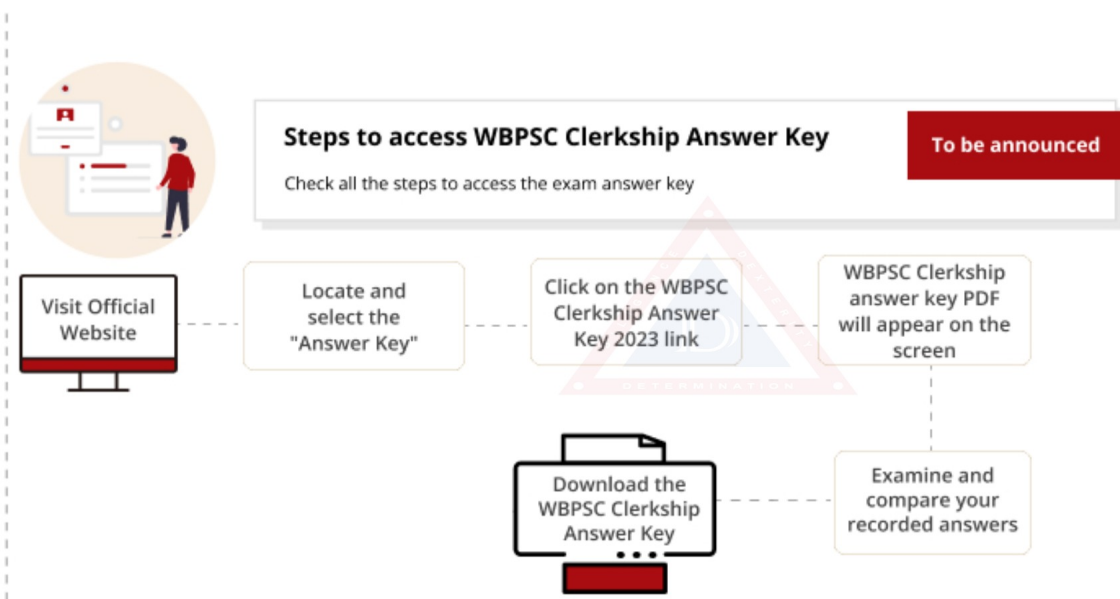 Steps to access WBPSC Clerkship Answer Key
To be announced
Check all the steps to access the exam answer key
Visit Official
Website
Locate and
select the
"Answer Key"
Click on the WBPSC
Clerkship Answer
Key 2023 link
WBPSC Clerkship
answer key PDF
will appear on the
screen
Examine and
compare your
recorded answers
Download the
WBPSC Clerkship
Answer Key
DETERMINATION